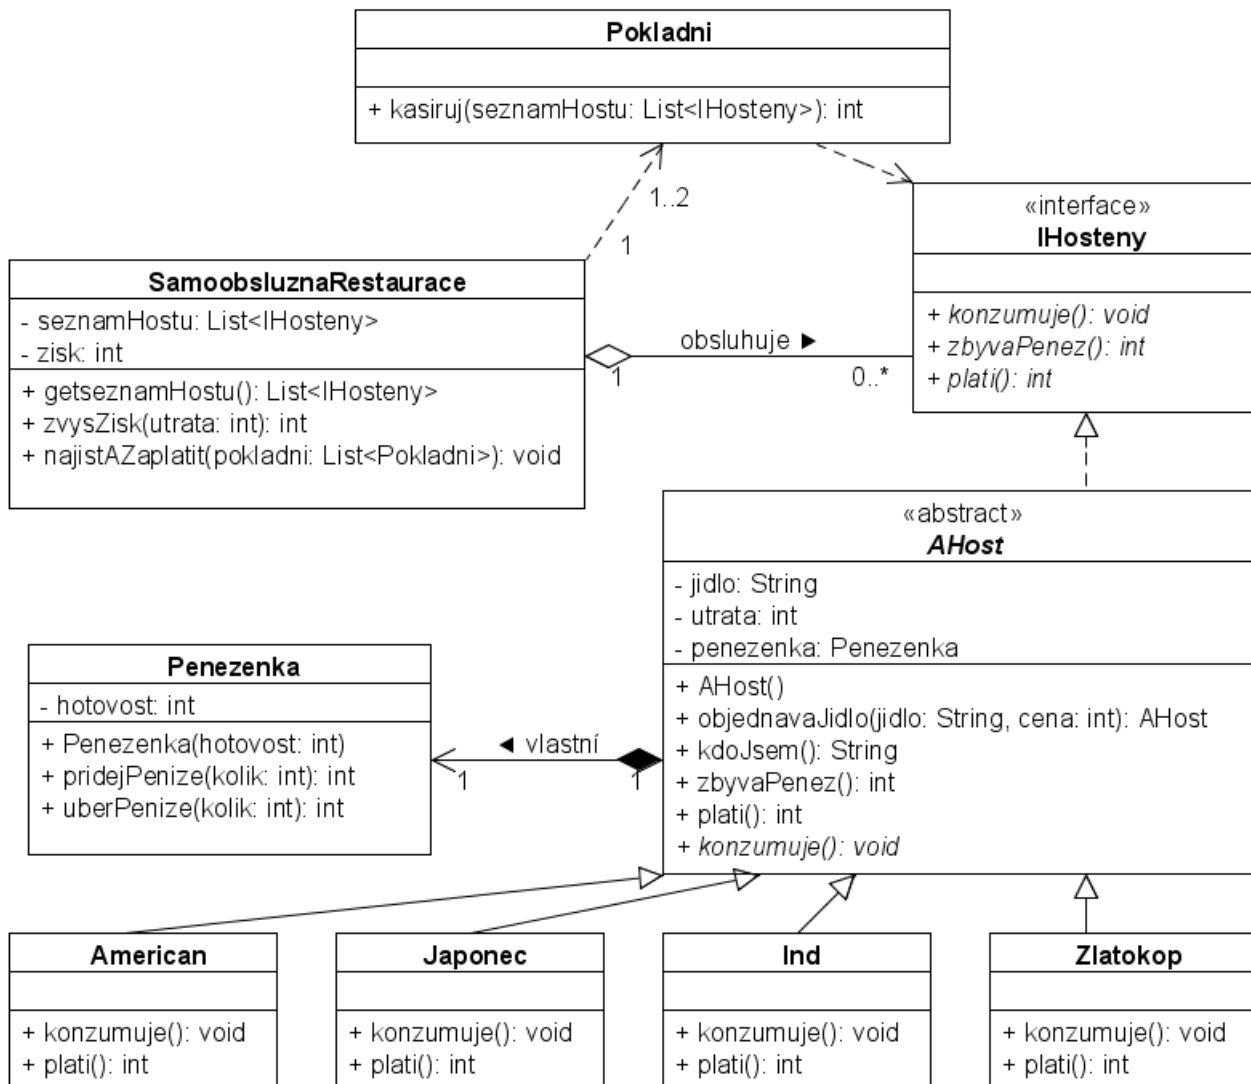 Pokladni
+ kasiruj(seznamHostu: List<IHosteny>): int
1..2
1
«interface»
IHosteny
+ konzumuje(): void
+ zbyvaPenez(): int
+ plati(): int
SamoobsluznaRestaurace
- seznamHostu: List<IHosteny>
- zisk: int
+ getseznamHostu(): List<IHosteny>
+ zvysZisk(utrata: int): int
+ najistAZaplatit(pokladni: List<Pokladni>): void
obsluhuje ►
1
0..*
«abstract»
AHost
- jidlo: String
- utrata: int
- penezenka: Penezenka
+ AHost()
+ objednavaJidlo(jidlo: String, cena: int): AHost
+ kdoJsem(): String
+ zbyvaPenez(): int
+ plati(): int
+ konzumuje(): void
Penezenka
- hotovost: int
+ Penezenka(hotovost: int)
+ pridejPenize(kolik: int): int
+ uberPenize(kolik: int): int
◄ vlastní
1
1
American
+ konzumuje(): void
+ plati(): int
Japonec
+ konzumuje(): void
+ plati(): int
Ind
+ konzumuje(): void
+ plati(): int
Zlatokop
+ konzumuje(): void
+ plati(): int